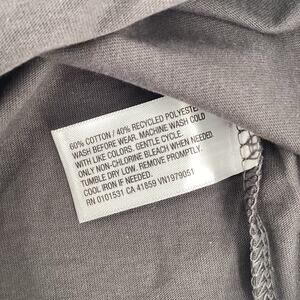 60% COTTON / 40% RECYCLED POLYESTER
WASH BEFORE WEAR. MACHINE WASH COLD
WITH LIKE COLORS. GENTLE CYCLE.
ONLY NON-CHLORINE BLEACH WHEN NEEDED.
TUMBLE DRY LOW. REMOVE PROMPTLY.
COOL IRON IF NEEDED.
RN 0101531 CA 41859 VN1979051